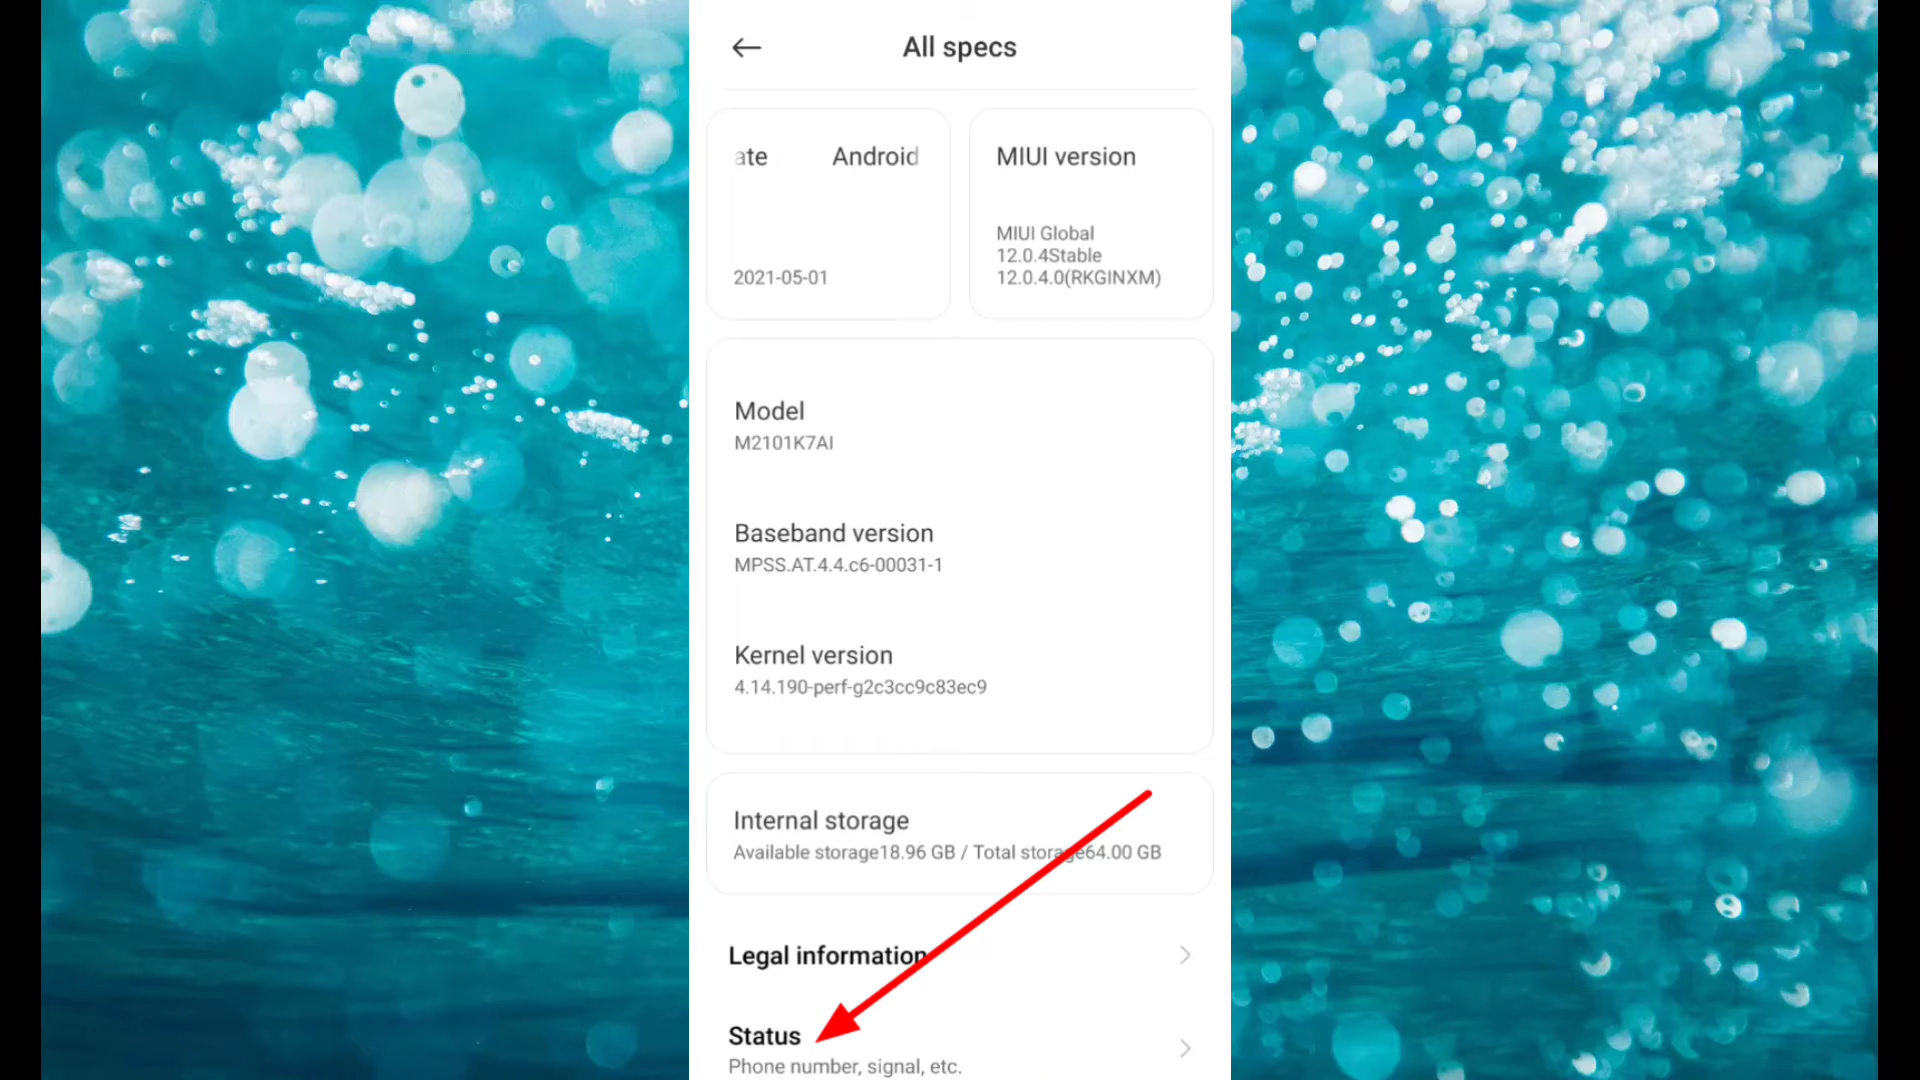 All specs
ate Android
2021-05-01
MIUI version
MIUI Global
12.0.4Stable
12.0.4.0(RKGINXM)
Model
M2101K7AI
Baseband version
MPSS.AT.4.4.c6-00031-1
Kernel version
4.14.190-perf-g2c3cc9c83ec9
Internal storage
Available storage18.96 GB / Total storage64.00 GB
Legal information
Status
Phone number, signal, etc.